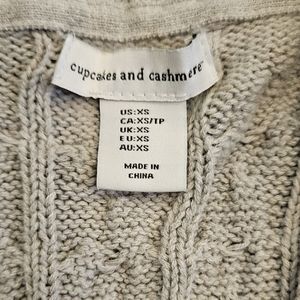 cupcakes and cashmere
US:XS
CA:XS/TP
UK:XS
EU:XS
AU:XS
MADE IN
CHINA